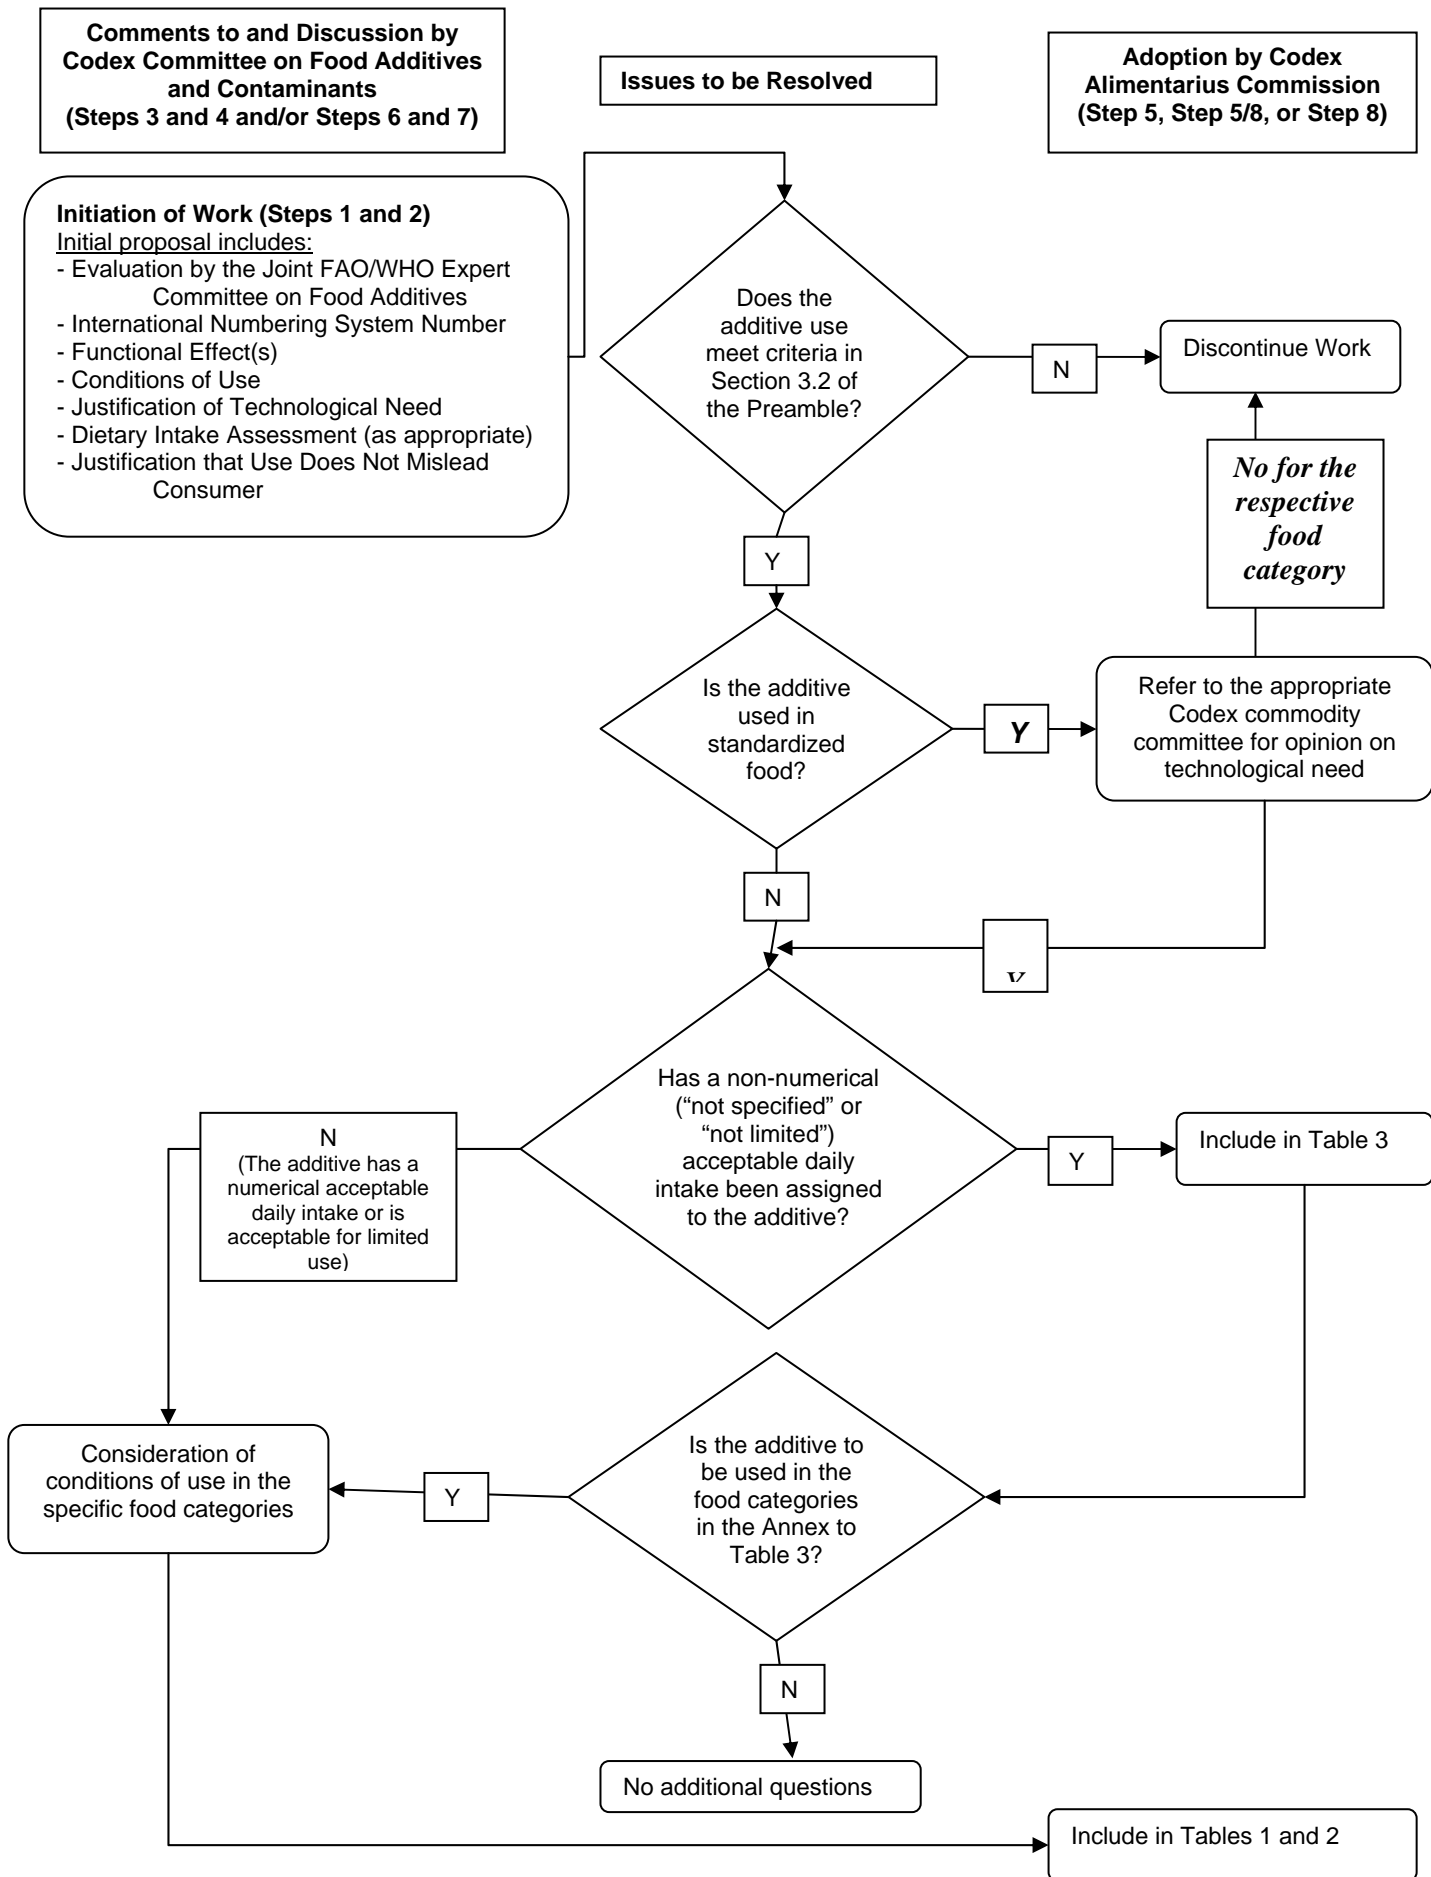 Comments to and Discussion by
Codex Committee on Food Additives
and Contaminants
(Steps 3 and 4 and/or Steps 6 and 7)
Issues to be Resolved
Adoption by Codex
Alimentarius Commission
(Step 5, Step 5/8, or Step 8)
Initiation of Work (Steps 1 and 2)
Initial proposal includes:
- Evaluation by the Joint FAO/WHO Expert
Committee on Food Additives
- International Numbering System Number
- Functional Effect(s)
- Conditions of Use
- Justification of Technological Need
- Dietary Intake Assessment (as appropriate)
- Justification that Use Does Not Mislead
Consumer
Does the
additive use
meet criteria in
Section 3.2 of
the Preamble?
N
Discontinue Work
No for the
respective
food
category
Y
Is the additive
used in
standardized
food?
Y
Refer to the appropriate
Codex commodity
committee for opinion on
technological need
N
Has a non-numerical
(“not specified” or
“not limited”)
acceptable daily
intake been assigned
to the additive?
N
(The additive has a
numerical acceptable
daily intake or is
acceptable for limited
use)
Y
Include in Table 3
Is the additive to
be used in the
food categories
in the Annex to
Table 3?
Y
Consideration of
conditions of use in the
specific food categories
N
No additional questions
Include in Tables 1 and 2